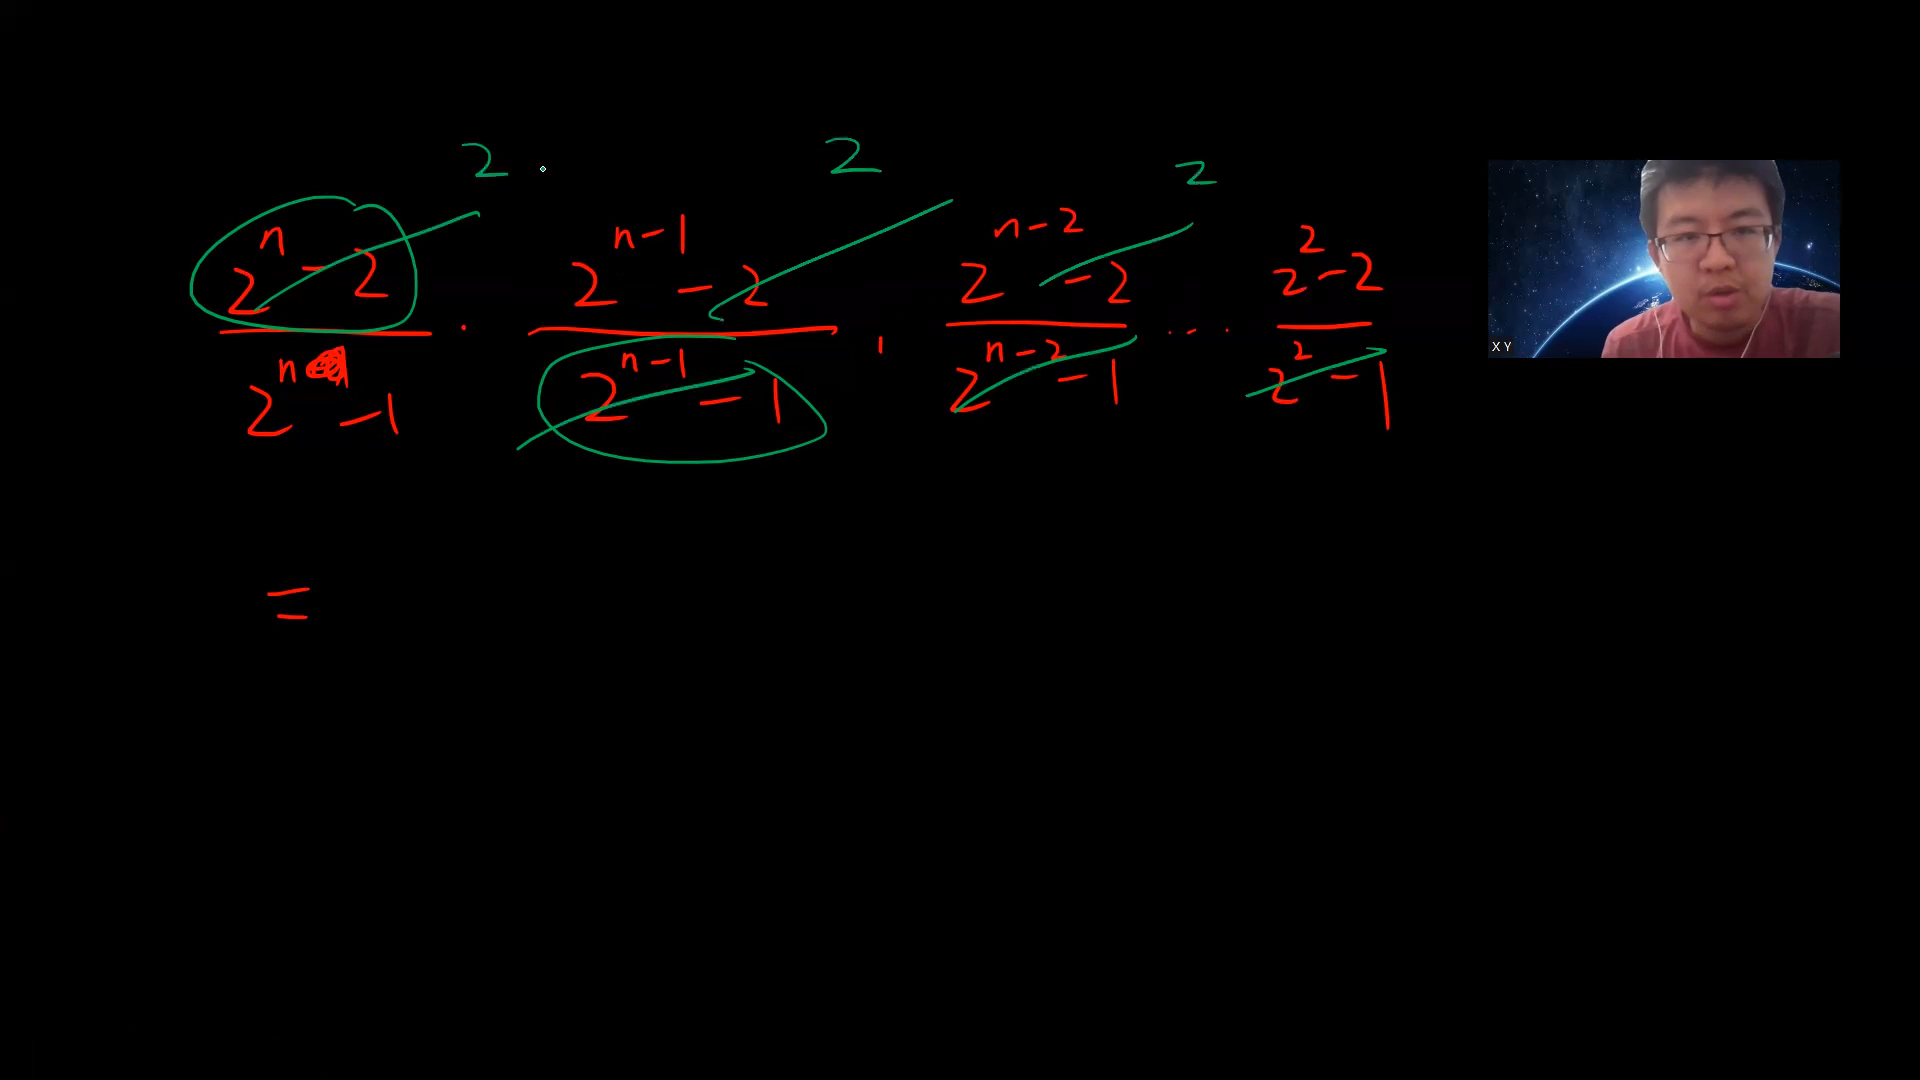 2 · 2 2
2^n - 2 / 2^n - 1 · 2^{n-1} - 2 / 2^{n-1} - 1 · 2^{n-2} - 2 / 2^{n-2} - 1 .... 2^2 - 2 / 2^2 - 1
=
X Y